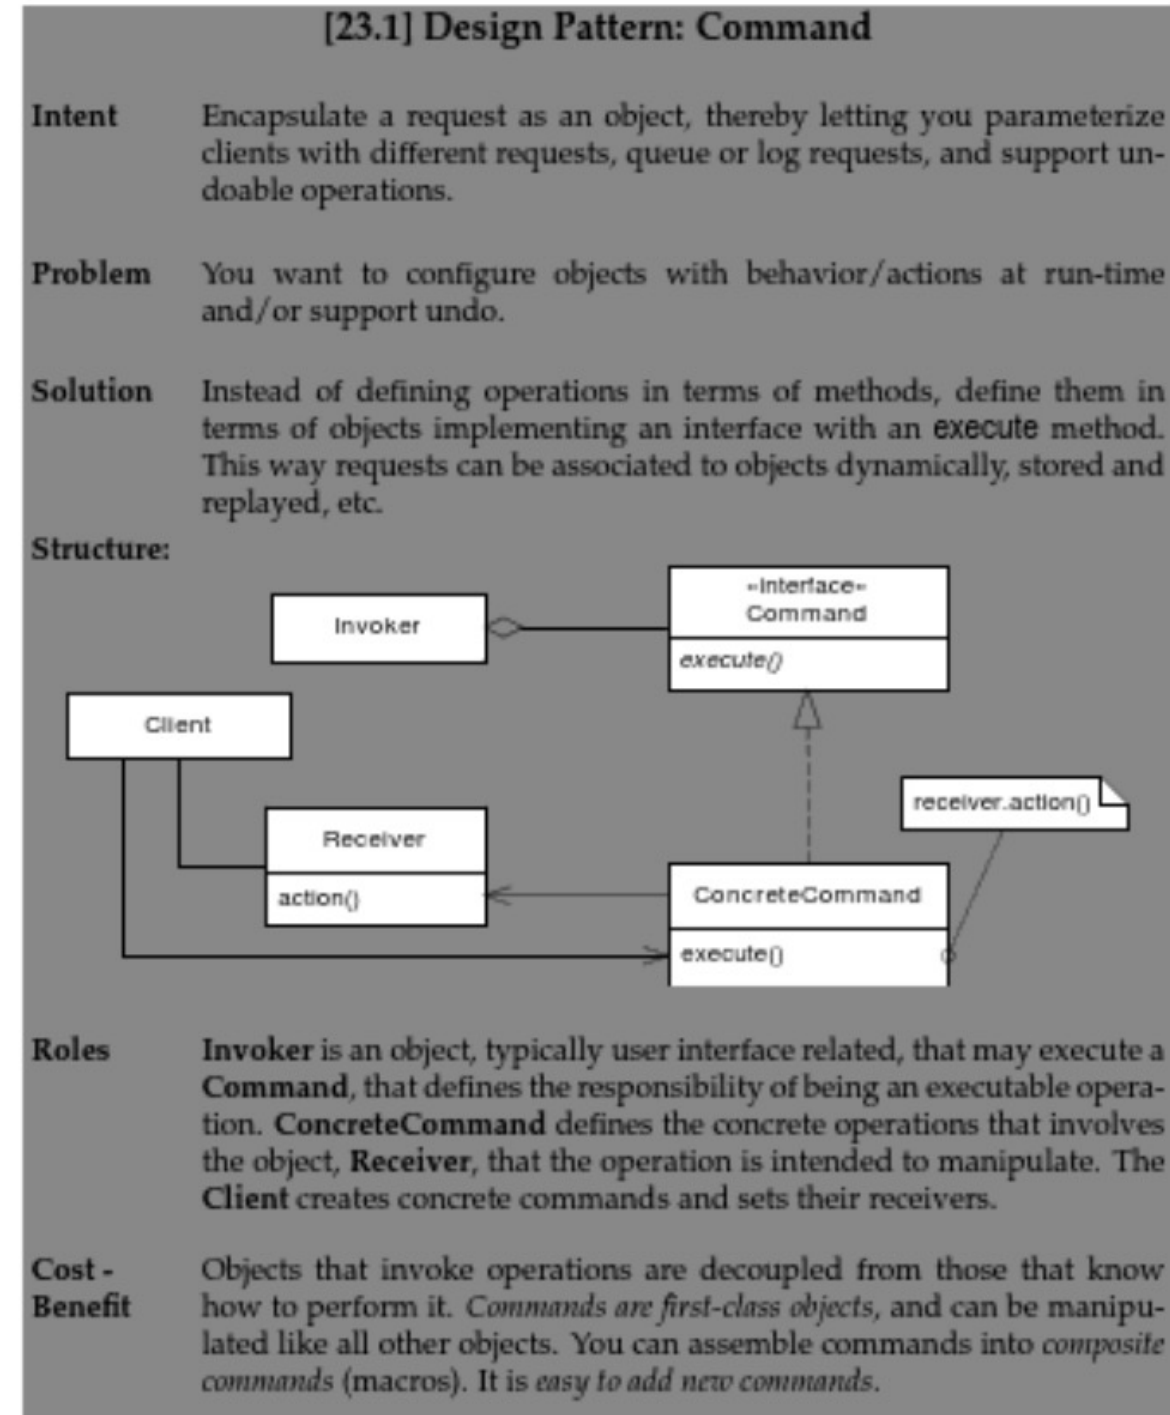 [23.1] Design Pattern: Command
Intent
Encapsulate a request as an object, thereby letting you parameterize
clients with different requests, queue or log requests, and support un-
doable operations.
Problem
You want to configure objects with behavior/actions at run-time
and/or support undo.
Solution
Instead of defining operations in terms of methods, define them in
terms of objects implementing an interface with an execute method.
This way requests can be associated to objects dynamically, stored and
replayed, etc.
Structure:
«interface»
Command
Invoker
execute()
Client
receiver.action()
Receiver
action()
ConcreteCommand
execute()
Roles
Invoker is an object, typically user interface related, that may execute a
Command, that defines the responsibility of being an executable opera-
tion. ConcreteCommand defines the concrete operations that involves
the object, Receiver, that the operation is intended to manipulate. The
Client creates concrete commands and sets their receivers.
Cost -
Benefit
Objects that invoke operations are decoupled from those that know
how to perform it. Commands are first-class objects, and can be manipu-
lated like all other objects. You can assemble commands into composite
commands (macros). It is easy to add new commands.